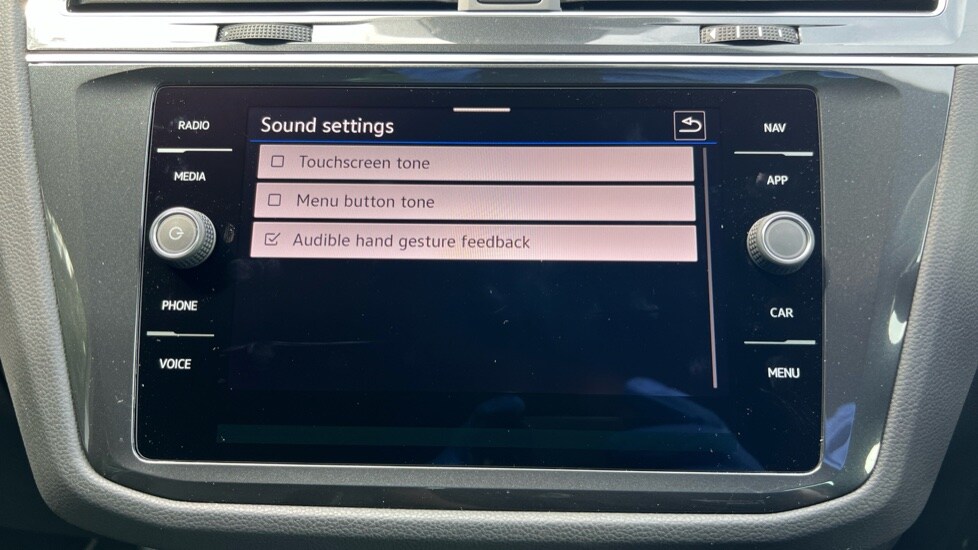 RADIO
MEDIA
PHONE
VOICE
Sound settings
Touchscreen tone
Menu button tone
Audible hand gesture feedback
NAV
APP
CAR
MENU